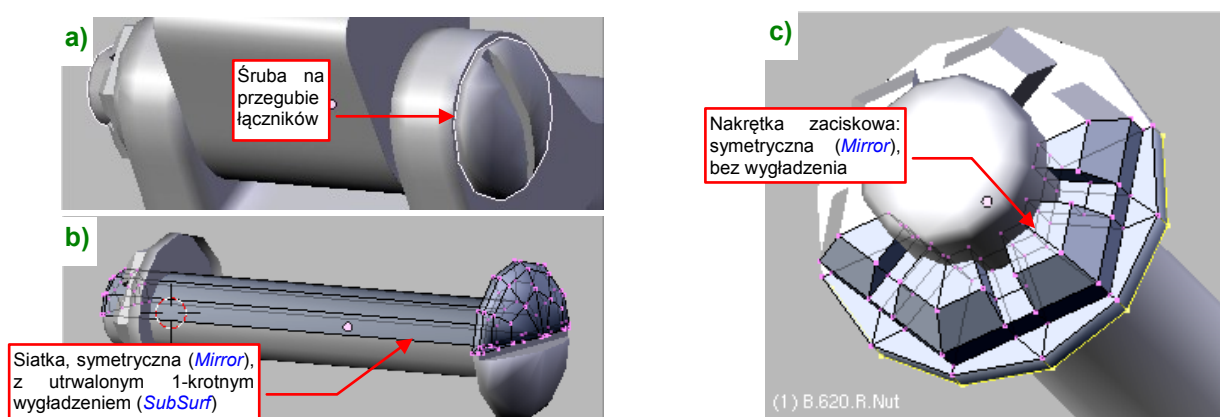 a)
Śruba na
przegubie
łączników
b)
Siatka, symetryczna (Mirror),
z utrwalonym 1-krotnym
wygładzeniem (SubSurf)
c)
Nakrętka zaciskowa:
symetryczna (Mirror),
bez wygładzenia
(1) B.620.R.Nut